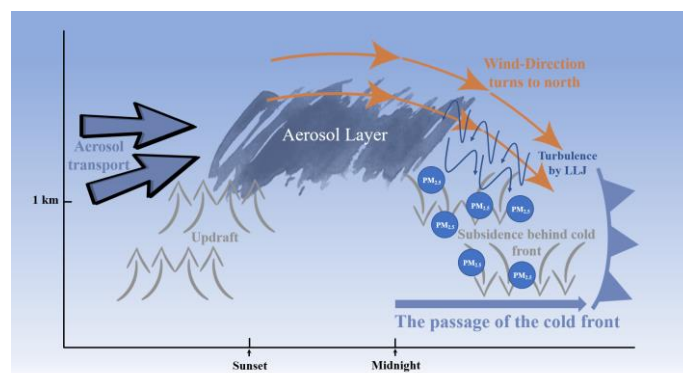 Wind-Direction
turns to north
Aerosol Layer
Aerosol
transport
Turbulence
by LLJ
PM2.5
1 km
PM2.5
PM2.5
PM2.5
Updraft
Subsidence behind cold
front
PM2.5
PM2.5
The passage of the cold front
Sunset
Midnight